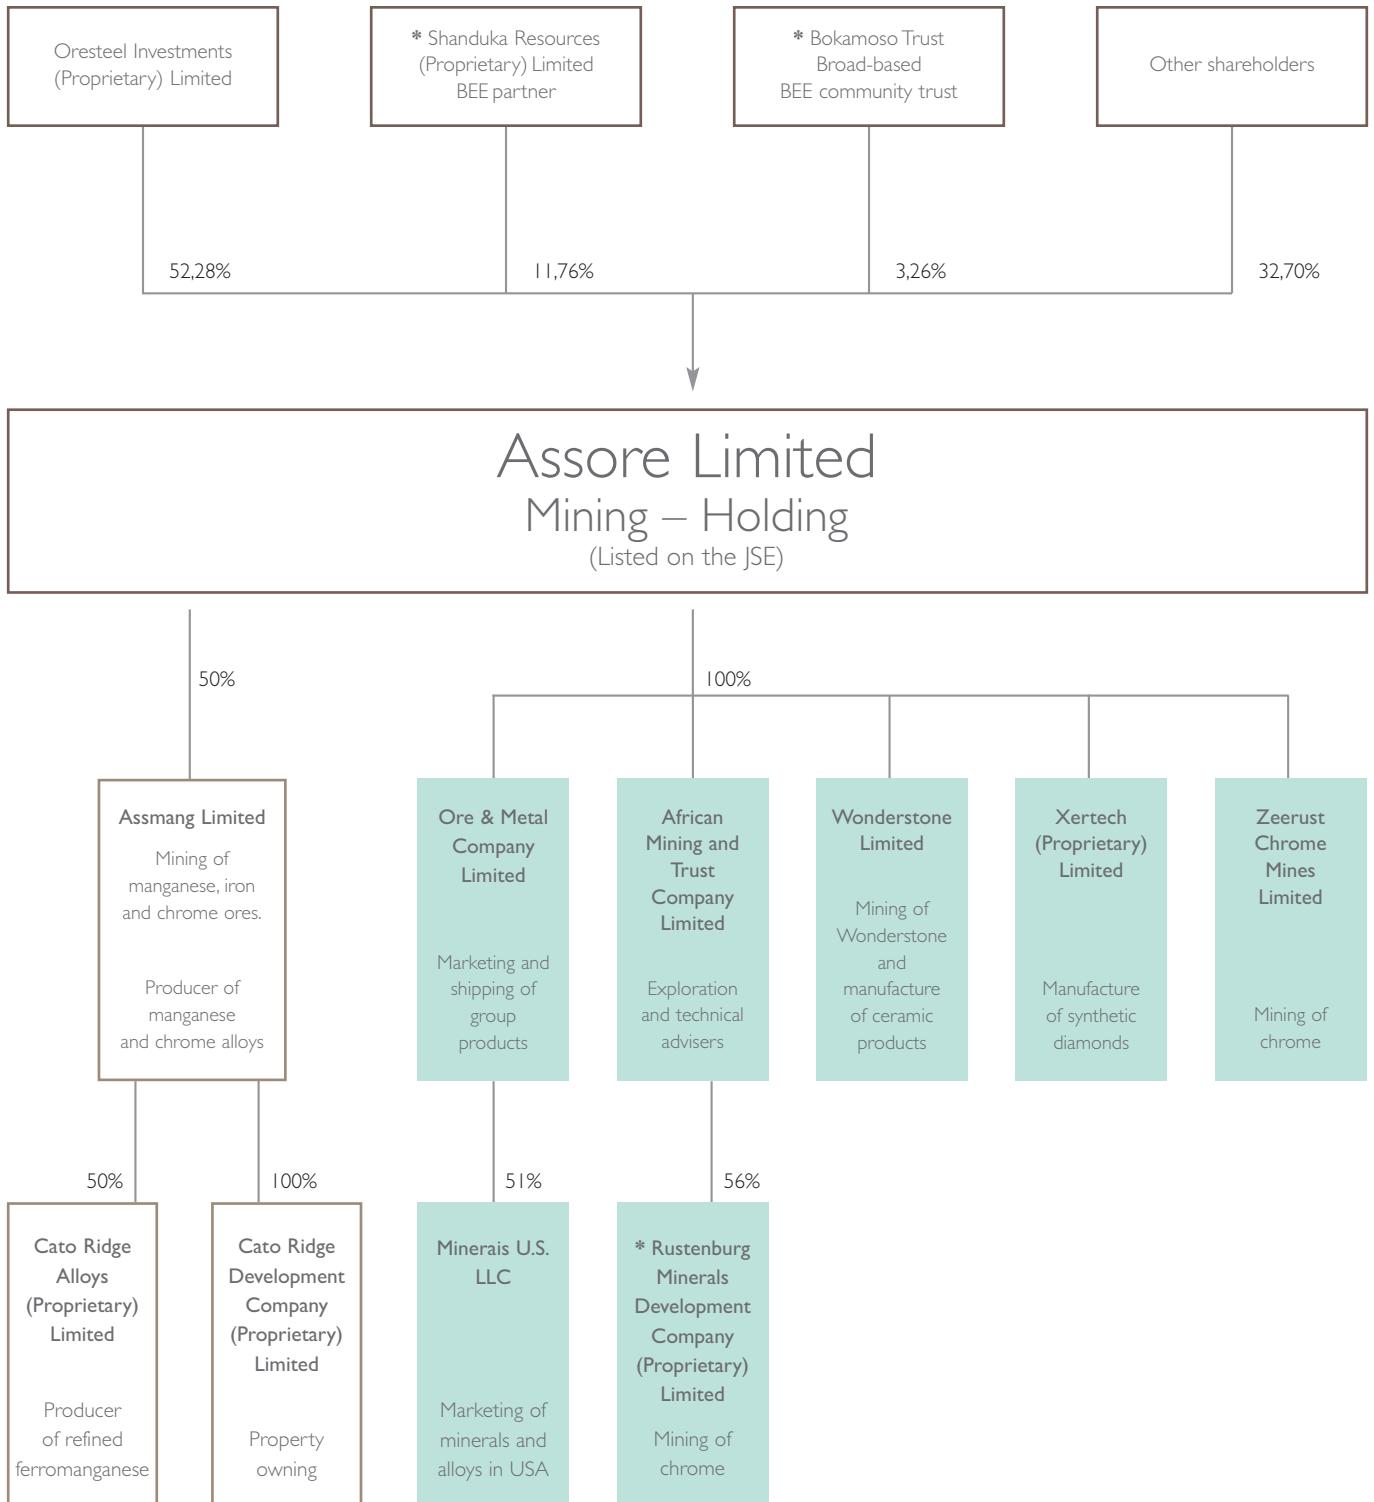 Oresteel Investments
(Proprietary) Limited
* Shanduka Resources
(Proprietary) Limited
BEE partner
* Bokamoso Trust
Broad-based
BEE community trust
Other shareholders
52,28%
11,76%
3,26%
32,70%
Assore Limited
Mining – Holding
(Listed on the JSE)
50%
100%
Assmang Limited
Mining of
manganese, iron
and chrome ores.
Producer of
manganese
and chrome alloys
Ore & Metal
Company
Limited
Marketing and
shipping of
group
products
African
Mining and
Trust
Company
Limited
Exploration
and technical
advisers
Wonderstone
Limited
Mining of
Wonderstone
and
manufacture
of ceramic
products
Xertech
(Proprietary)
Limited
Manufacture
of synthetic
diamonds
Zeerust
Chrome
Mines
Limited
Mining of
chrome
50%
100%
51%
56%
Cato Ridge
Alloys
(Proprietary)
Limited
Producer
of refined
ferromanganese
Cato Ridge
Development
Company
(Proprietary)
Limited
Property
owning
Minerais U.S.
LLC
Marketing of
minerals and
alloys in USA
* Rustenburg
Minerals
Development
Company
(Proprietary)
Limited
Mining of
chrome